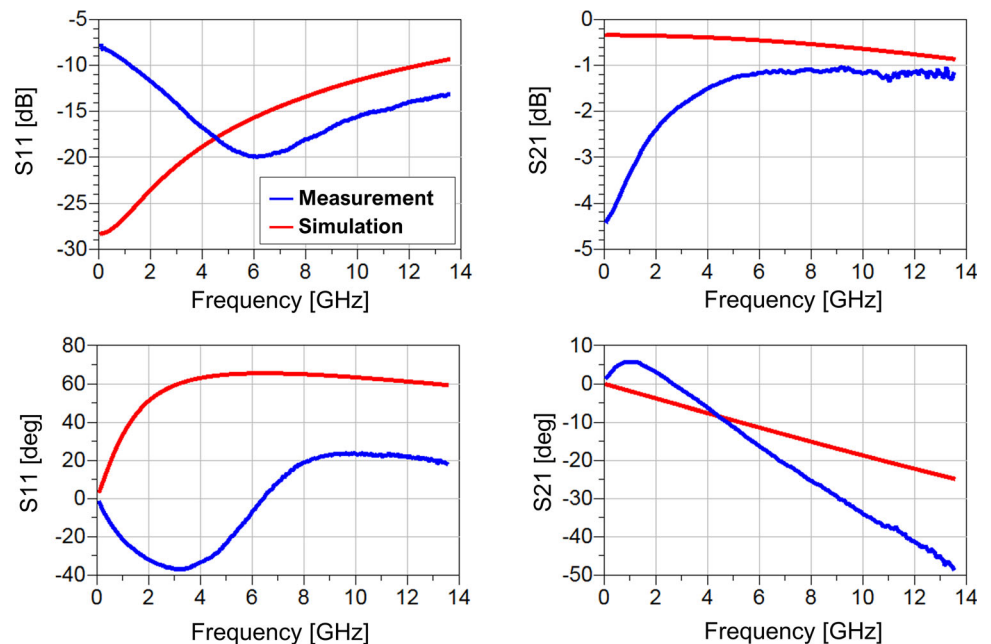 -5
-10
-15
-20
-25
-30
S11 [dB]
Measurement
Simulation
0 2 4 6 8 10 12 14
Frequency [GHz]
0
-1
-2
-3
-4
-5
S21 [dB]
0 2 4 6 8 10 12 14
Frequency [GHz]
80
60
40
20
0
-20
-40
S11 [deg]
0 2 4 6 8 10 12 14
Frequency [GHz]
10
0
-10
-20
-30
-40
-50
S21 [deg]
0 2 4 6 8 10 12 14
Frequency [GHz]